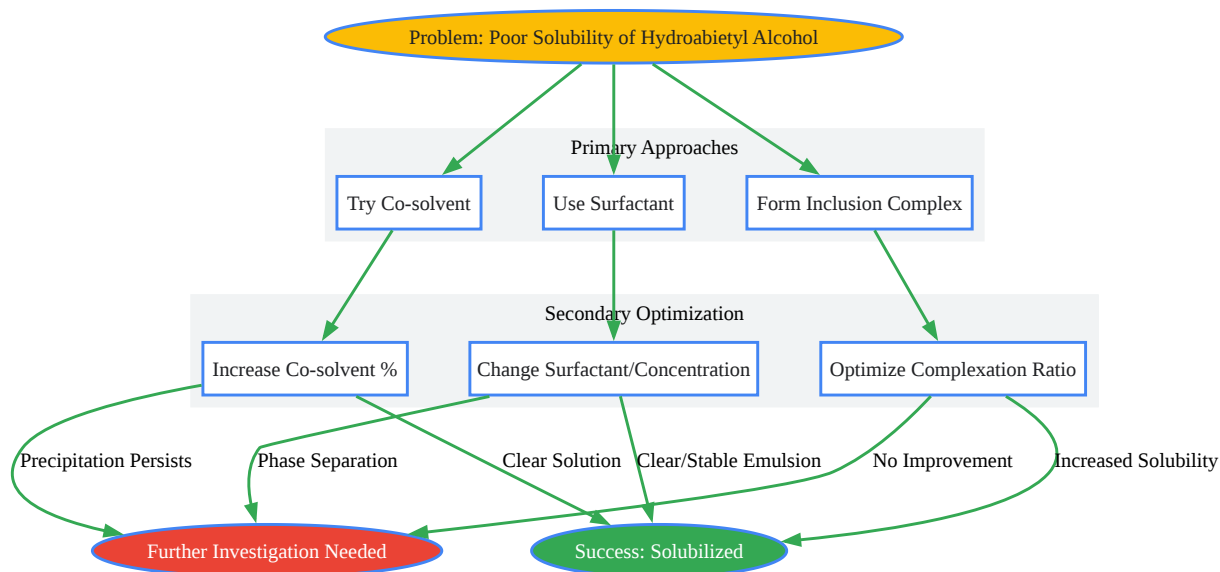 Problem: Poor Solubility of Hydroabietyl Alcohol
Primary Approaches
Try Co-solvent
Use Surfactant
Form Inclusion Complex
Secondary Optimization
Increase Co-solvent %
Change Surfactant/Concentration
Optimize Complexation Ratio
Precipitation Persists
Phase Separation
Clear Solution
Clear/Stable Emulsion
No Improvement
Increased Solubility
Further Investigation Needed
Success: Solubilized